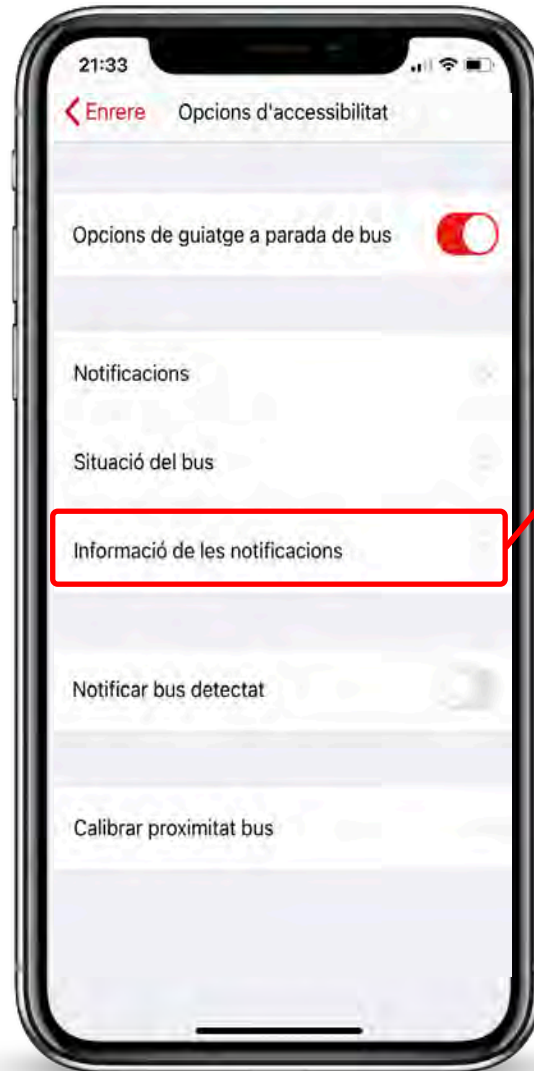 21:33
Enrere Opcions d'accessibilitat
Opcions de guiatge a parada de bus
Notificacions
Situació del bus
Informació de les notificacions
Notificar bus detectat
Calibrar proximitat bus